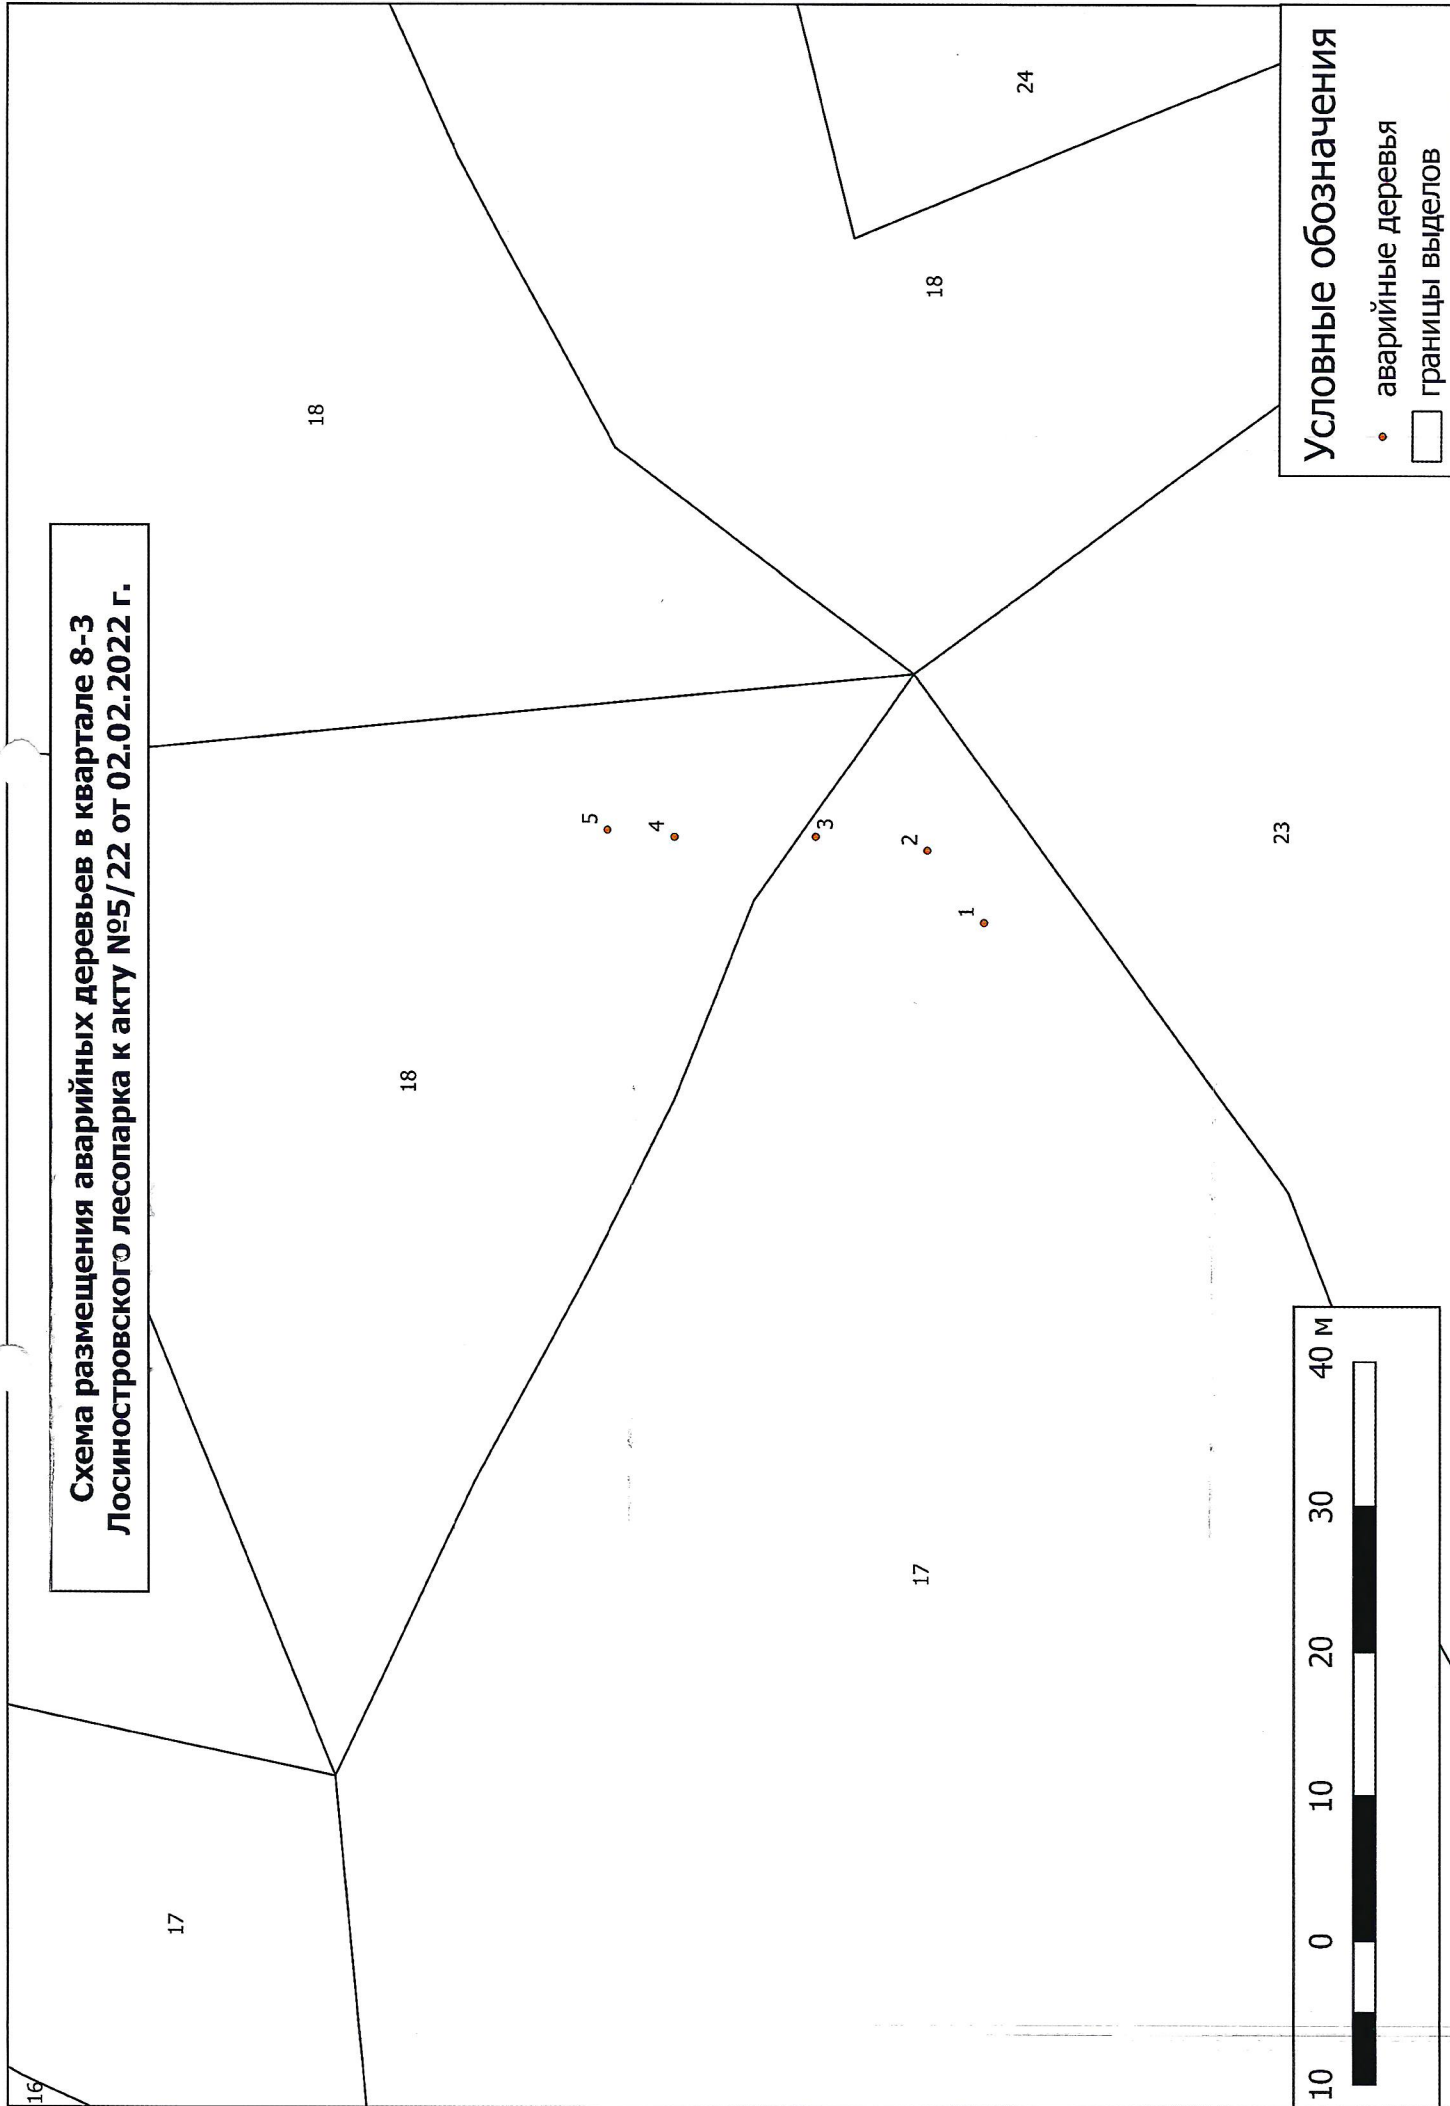 Схема размещения аварийных деревьев в квартале 8-3
Лосиностровского лесопарка к акту №5/22 от 02.02.2022 г.
16
17
18
18
5
4
3
2
1
18
24
17
23
10 0 10 20 30 40 м
Условные обозначения
аварийные деревья
границы выделов